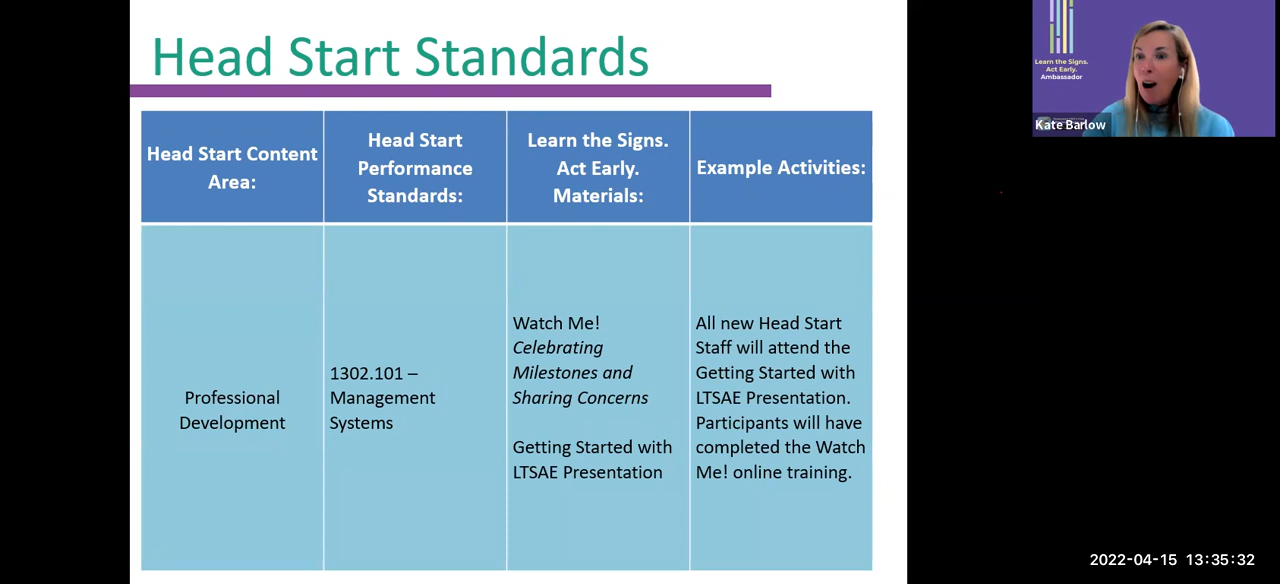 Head Start Standards
Head Start Content
Area:
Head Start
Performance
Standards:
Learn the Signs.
Act Early.
Materials:
Example Activities:
Professional
Development
1302.101 –
Management
Systems
Watch Me!
Celebrating
Milestones and
Sharing Concerns
Getting Started with
LTSAE Presentation
All new Head Start
Staff will attend the
Getting Started with
LTSAE Presentation.
Participants will have
completed the Watch
Me! online training.
Learn the Signs.
Act Early.
Ambassador
Kate Barlow
2022-04-15 13:35:32